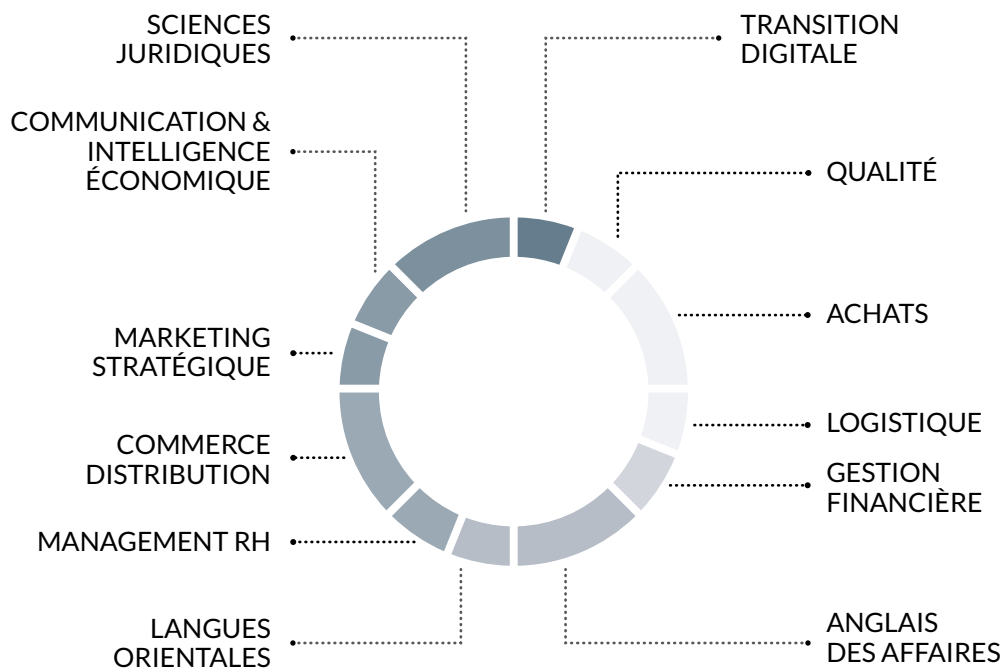 SCIENCES
JURIDIQUES
COMMUNICATION &
INTELLIGENCE
ÉCONOMIQUE
MARKETING
STRATÉGIQUE
COMMERCE
DISTRIBUTION
MANAGEMENT RH
LANGUES
ORIENTALES
TRANSITION
DIGITALE
QUALITÉ
ACHATS
LOGISTIQUE
GESTION
FINANCIÈRE
ANGLAIS
DES AFFAIRES